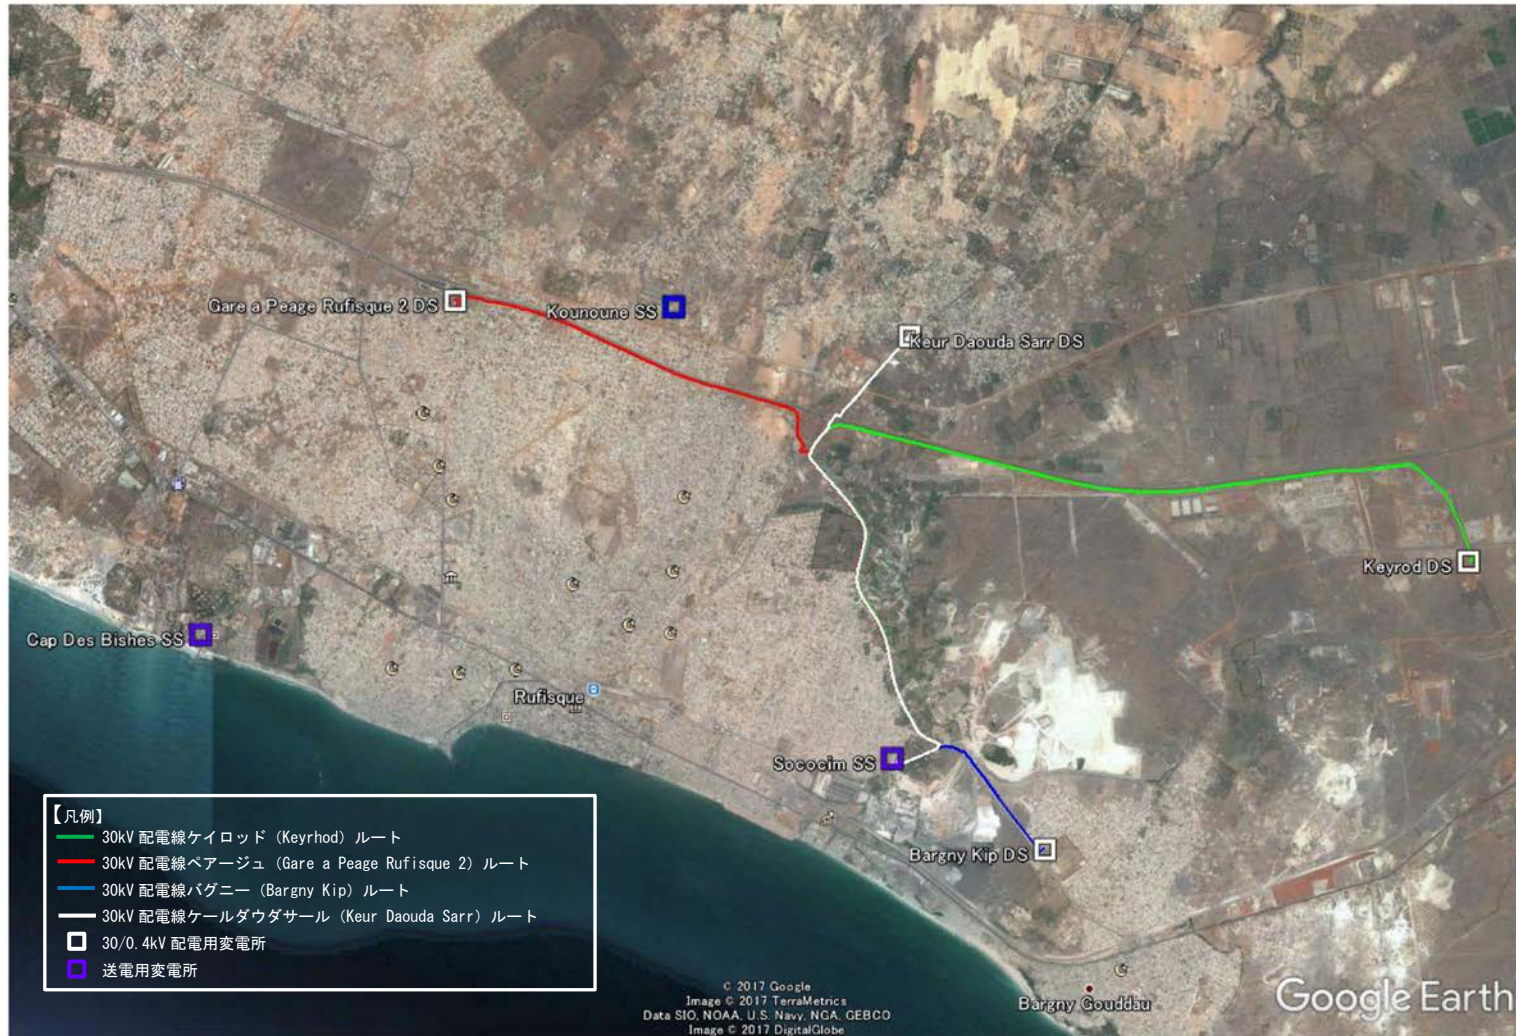 Gare a Peage Rufisque 2 DS
Kounoune SS
Keur Daouda Sarr DS
Keyrod DS
Cap Des Bishes SS
Rufisque
Sococim SS
Bargny Kip DS
【凡例】
30kV 配電線ケイロッド（Keyrhod）ルート
30kV 配電線ペアージュ（Gare a Peage Rufisque 2）ルート
30kV 配電線バグニー（Bargny Kip）ルート
30kV 配電線ケールダウダサール（Keur Daouda Sarr）ルート
30/0.4kV 配電用変電所
送電用変電所
© 2017 Google
Image © 2017 TerraMetrics
Data SIO, NOAA, U.S. Navy, NGA, GEBCO
Image © 2017 DigitalGlobe
Bargny Gouddau
Google Earth